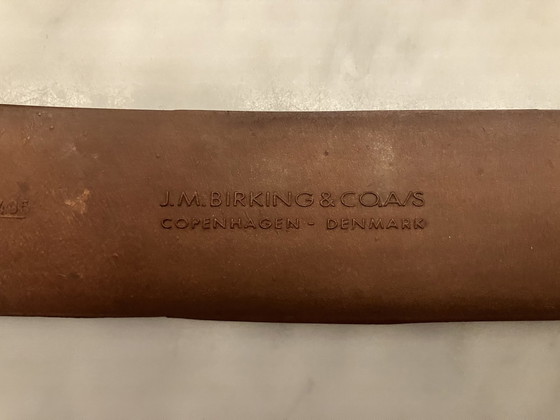 J.M.BIRKING & CO.A/S
COPENHAGEN - DENMARK